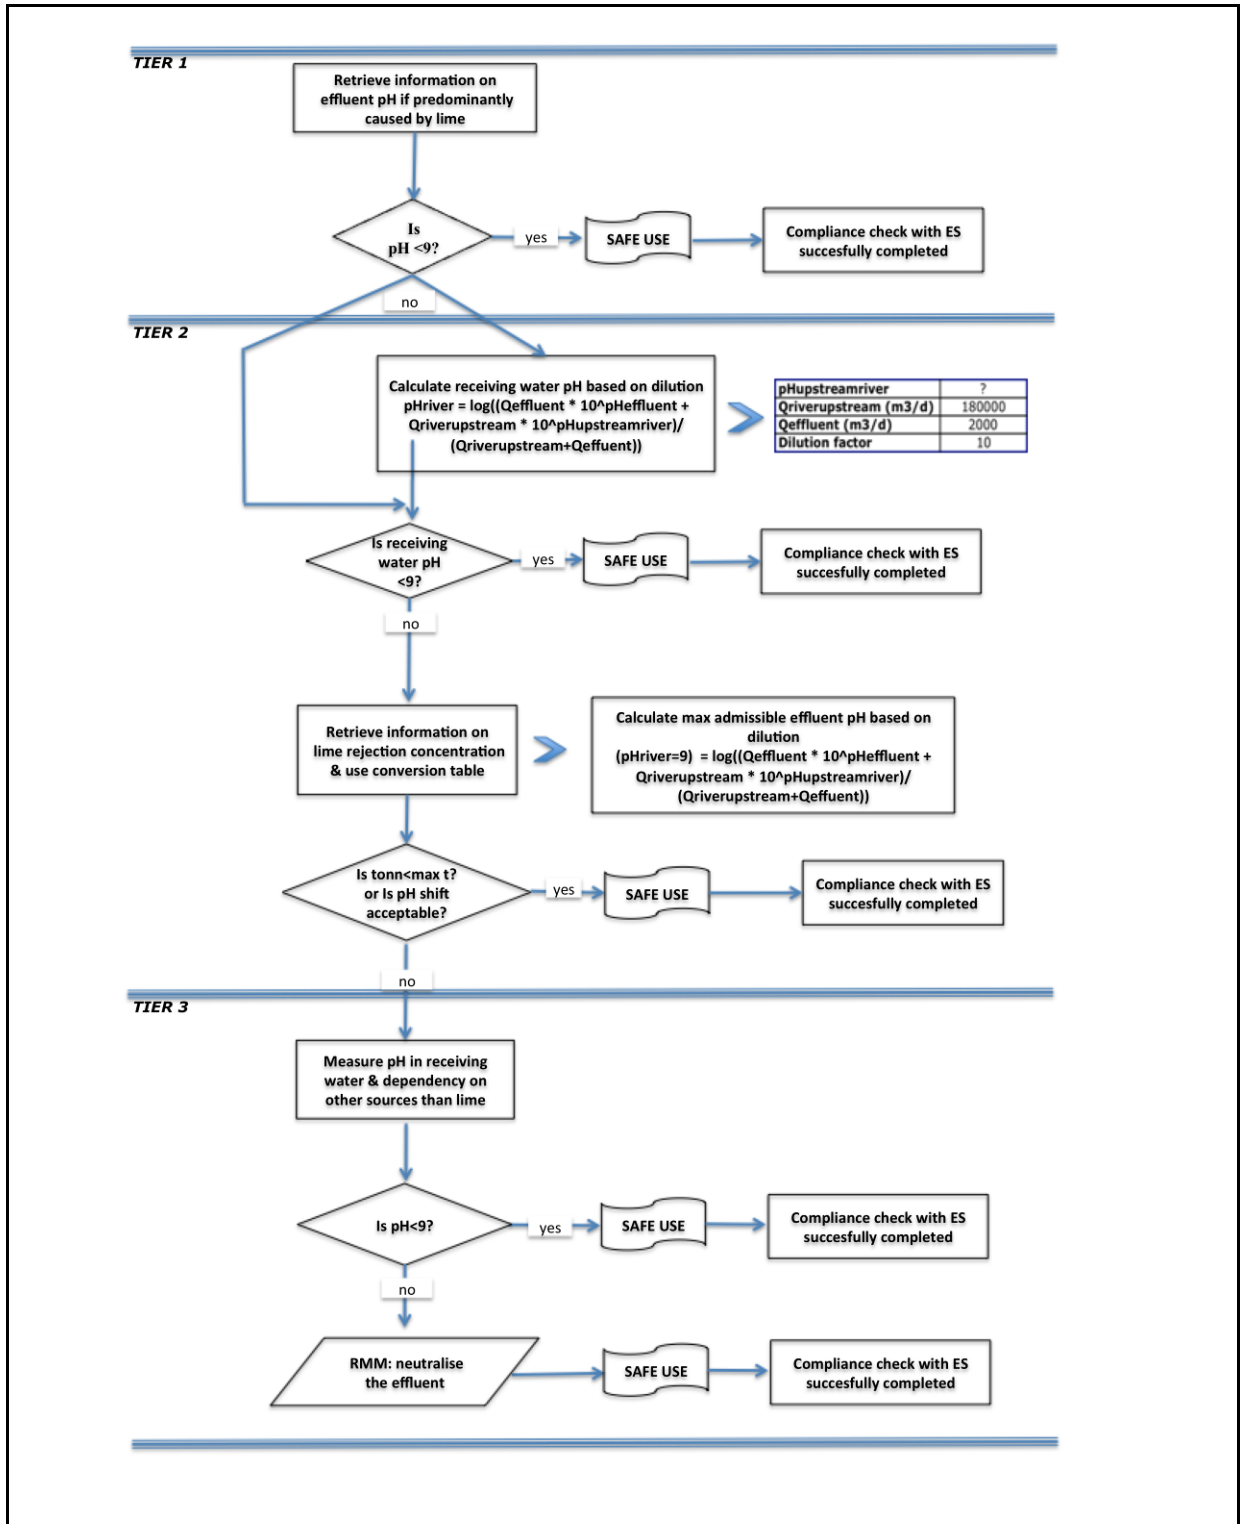 TIER 1
Retrieve information on
effluent pH if predominantly
caused by lime
Is
pH <9?
yes
SAFE USE
Compliance check with ES
succesfully completed
no
TIER 2
Calculate receiving water pH based on dilution
pHriver = log((Qeffluent * 10^pHeffluent +
Qriverupstream * 10^pHupstreamriver)/
(Qriverupstream+Qeffuent))
pHupstreamriver ?
Qriverupstream (m3/d) 180000
Qeffluent (m3/d) 2000
Dilution factor 10
Is receiving
water pH
<9?
yes
SAFE USE
Compliance check with ES
succesfully completed
no
Retrieve information on
lime rejection concentration
& use conversion table
Calculate max admissible effluent pH based on
dilution
(pHriver=9) = log((Qeffluent * 10^pHeffluent +
Qriverupstream * 10^pHupstreamriver)/
(Qriverupstream+Qeffuent))
Is tonn<max t?
or Is pH shift
acceptable?
yes
SAFE USE
Compliance check with ES
succesfully completed
no
TIER 3
Measure pH in receiving
water & dependency on
other sources than lime
Is pH<9?
yes
SAFE USE
Compliance check with ES
succesfully completed
no
RMM: neutralise
the effluent
SAFE USE
Compliance check with ES
succesfully completed